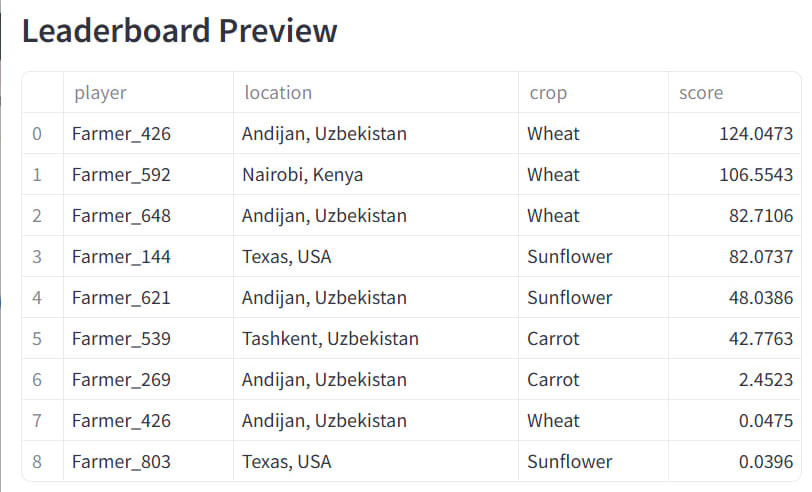 Leaderboard Preview
player location crop score
0 Farmer_426 Andijan, Uzbekistan Wheat 124.0473
1 Farmer_592 Nairobi, Kenya Wheat 106.5543
2 Farmer_648 Andijan, Uzbekistan Wheat 82.7106
3 Farmer_144 Texas, USA Sunflower 82.0737
4 Farmer_621 Andijan, Uzbekistan Sunflower 48.0386
5 Farmer_539 Tashkent, Uzbekistan Carrot 42.7763
6 Farmer_269 Andijan, Uzbekistan Carrot 2.4523
7 Farmer_426 Andijan, Uzbekistan Wheat 0.0475
8 Farmer_803 Texas, USA Sunflower 0.0396